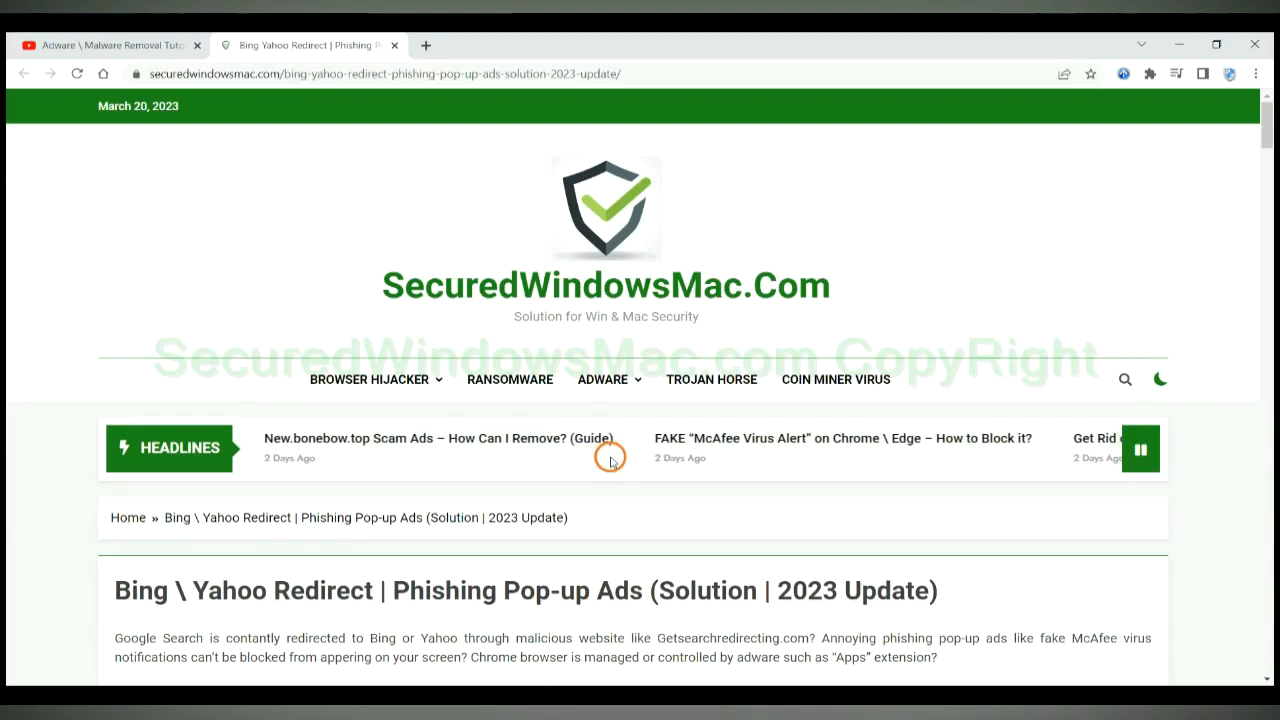 Adware \ Malware Removal Tuto
Bing Yahoo Redirect | Phishing P
securedwindowsmac.com/bing-yahoo-redirect-phishing-pop-up-ads-solution-2023-update/
March 20, 2023
SecuredWindowsMac.Com
Solution for Win & Mac Security
SecuredWindowsMac.com CopyRight
BROWSER HIJACKER RANSOMWARE ADWARE TROJAN HORSE COIN MINER VIRUS
HEADLINES
New.bonebow.top Scam Ads – How Can I Remove? (Guide)
2 Days Ago
FAKE “McAfee Virus Alert” on Chrome \ Edge – How to Block it?
2 Days Ago
Get Rid
2 Days Ago
Home » Bing \ Yahoo Redirect | Phishing Pop-up Ads (Solution | 2023 Update)
Bing \ Yahoo Redirect | Phishing Pop-up Ads (Solution | 2023 Update)
Google Search is contantly redirected to Bing or Yahoo through malicious website like Getsearchredirecting.com? Annoying phishing pop-up ads like fake McAfee virus
notifications can’t be blocked from appering on your screen? Chrome browser is managed or controlled by adware such as “Apps” extension?